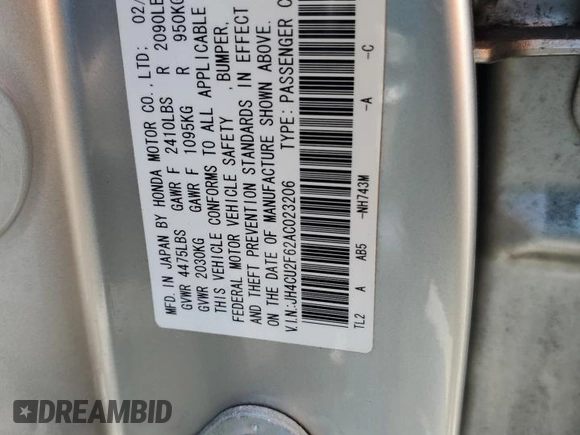 MFD. IN JAPAN BY HONDA MOTOR CO., LTD: 02/
GVWR 4475LBS GAWR F 2410LBS R 2090LB
GVWR 2030KG GAWR F 1095KG R 950KG
THIS VEHICLE CONFORMS TO ALL APPLICABLE
FEDERAL MOTOR VEHICLE SAFETY , BUMPER,
AND THEFT PREVENTION STANDARDS IN EFFECT
ON THE DATE OF MANUFACTURE SHOWN ABOVE.
V.I.N.:JH4CU2F62AC023206 TYPE: PASSENGER C
TL2 A AB5 -NH743M -A -C
DREAMBID